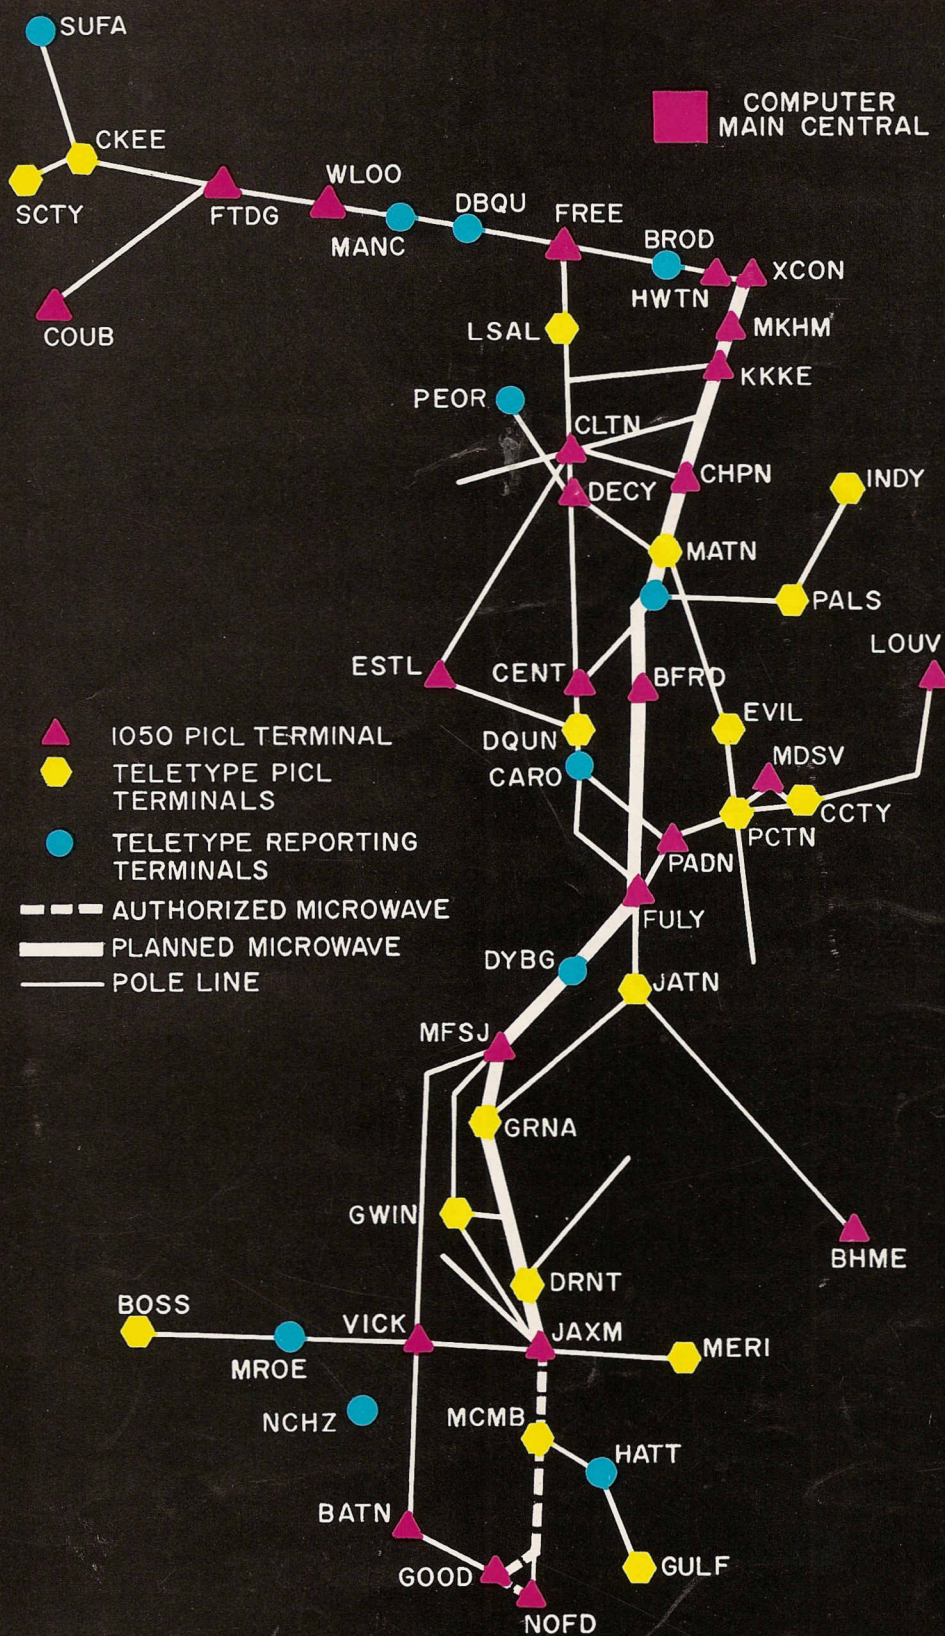 SUFA
COMPUTER
MAIN CENTRAL
CKEE
SCTY
FTDG
WLOO
MANC
DBQU
FREE
BROD
HWTN
XCON
COUB
LSAL
MKHM
KKKE
PEOR
CLTN
DECY
CHPN
INDY
MATN
PALS
LOUV
ESTL
CENT
BFRD
EVIL
DQUN
MDSV
CARO
CCTY
PCTN
PADN
1050 PICL TERMINAL
TELETYPE PICL
TERMINALS
TELETYPE REPORTING
TERMINALS
AUTHORIZED MICROWAVE
PLANNED MICROWAVE
POLE LINE
FULY
DYBG
JATN
MFSJ
GRNA
GWIN
BHME
DRNT
BOSS
VICK
JAXM
MERI
MROE
NCHZ
MCMB
HATT
BATN
GOOD
GULF
NOFD